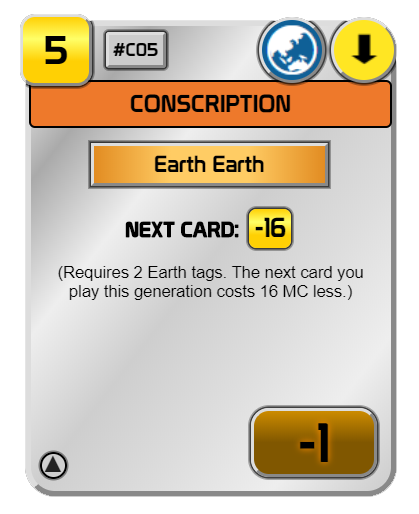 5 #C05
CONSCRIPTION
Earth Earth
NEXT CARD: -16
(Requires 2 Earth tags. The next card you
play this generation costs 16 MC less.)
-1